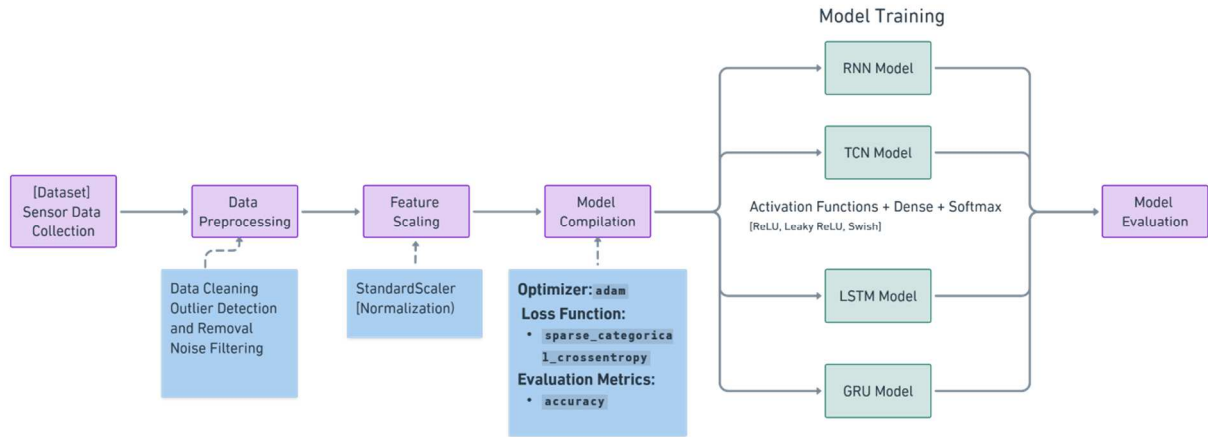 Model Training
[Dataset]
Sensor Data
Collection
Data
Preprocessing
Data Cleaning
Outlier Detection
and Removal
Noise Filtering
Feature
Scaling
StandardScaler
[Normalization)
Model
Compilation
Optimizer: adam
Loss Function:
• sparse_categorica
l_crossentropy
Evaluation Metrics:
• accuracy
RNN Model
TCN Model
Activation Functions + Dense + Softmax
[ReLU, Leaky ReLU, Swish]
LSTM Model
GRU Model
Model
Evaluation